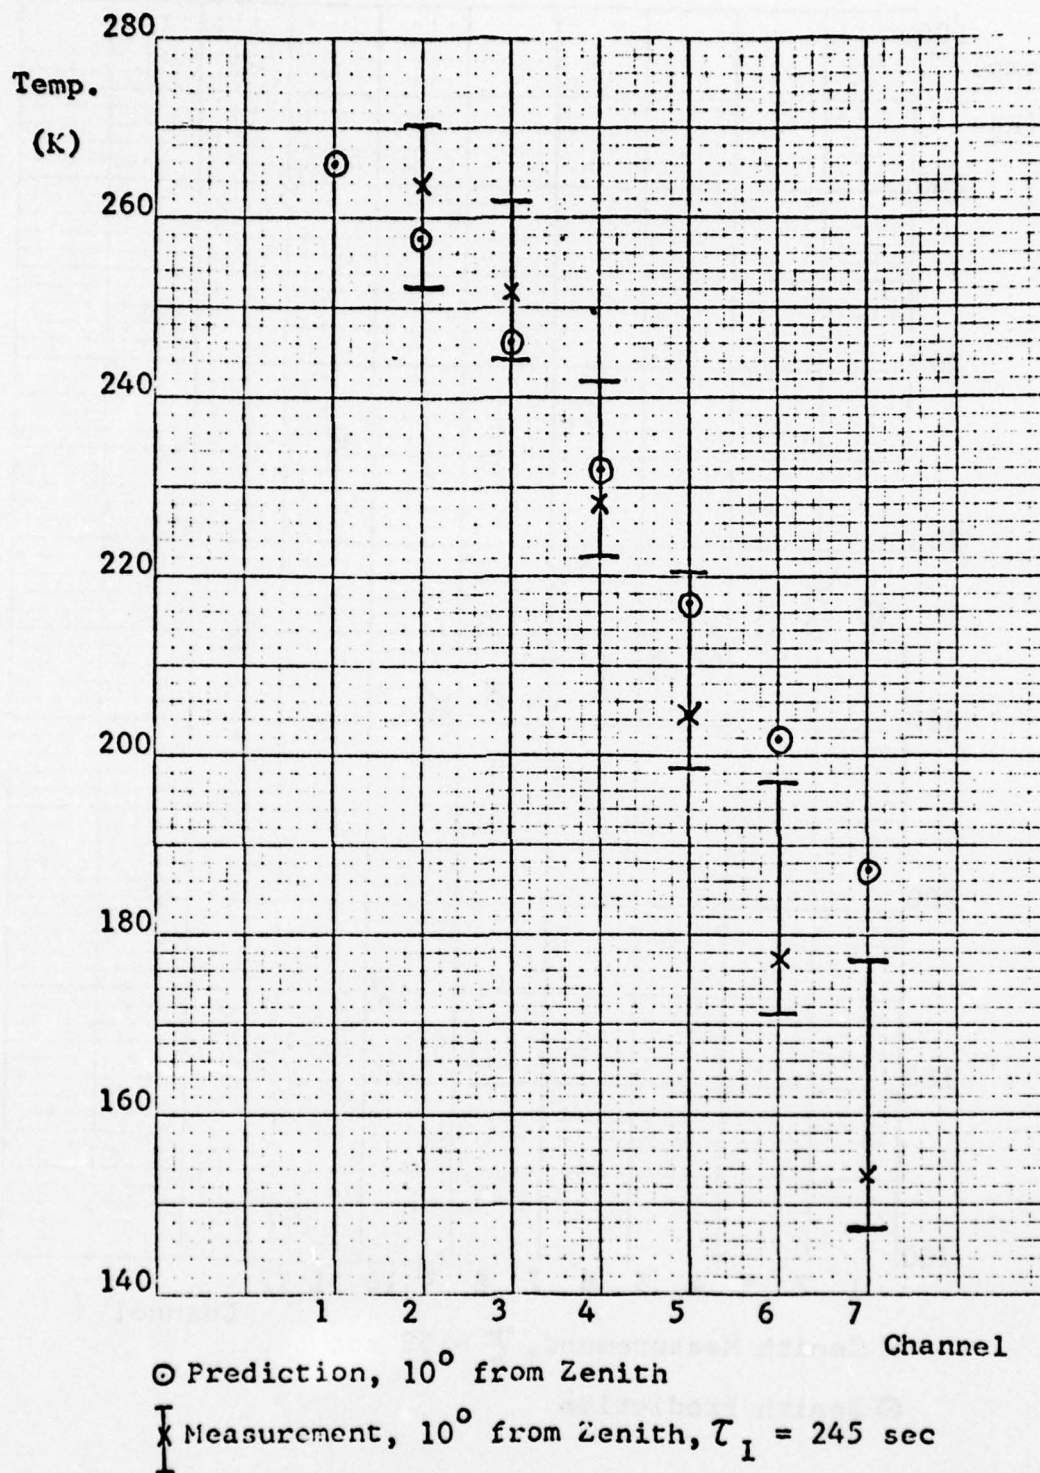 280
Temp.
(K)
260
240
220
200
180
160
140
1 2 3 4 5 6 7
Channel
⊙ Prediction, 10° from Zenith
x Measurement, 10° from Zenith, τI = 245 sec